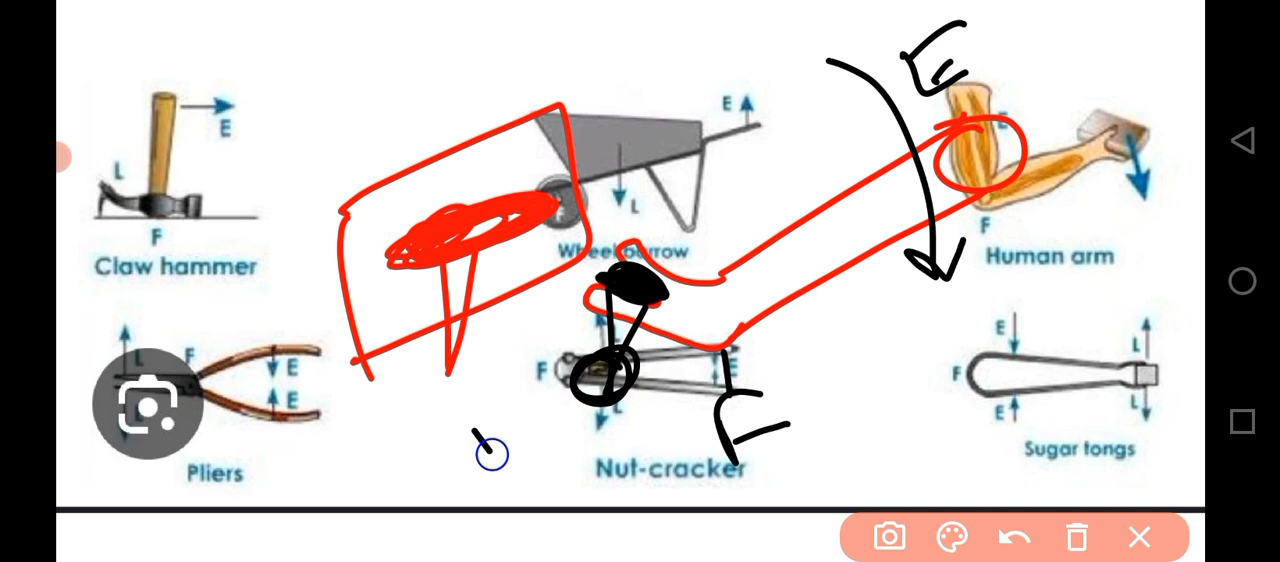 E
E
E
L
E
L
F
F
Wheelbarrow
Human arm
Claw hammer
E
L
L
F
E
L
E
F
E
F
L
E
L
L
E
F
Sugar tongs
Pliers
Nut-cracker